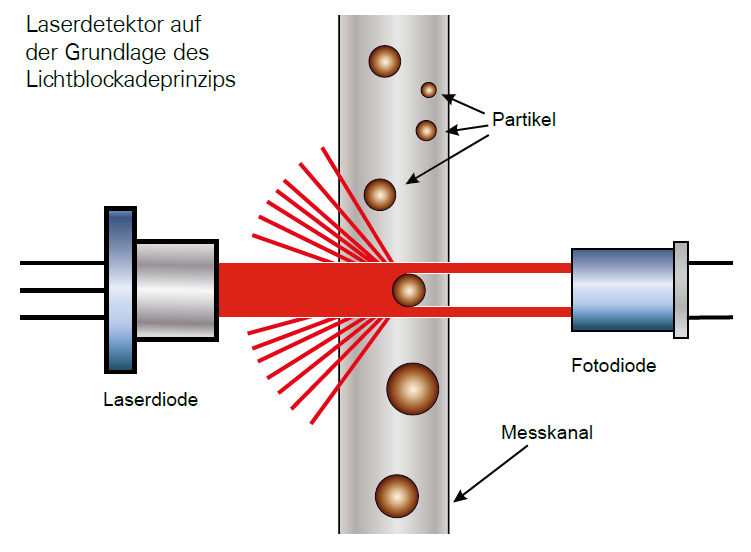 Laserdetektor auf
der Grundlage des
Lichtblockadeprinzips
Partikel
Fotodiode
Laserdiode
Messkanal